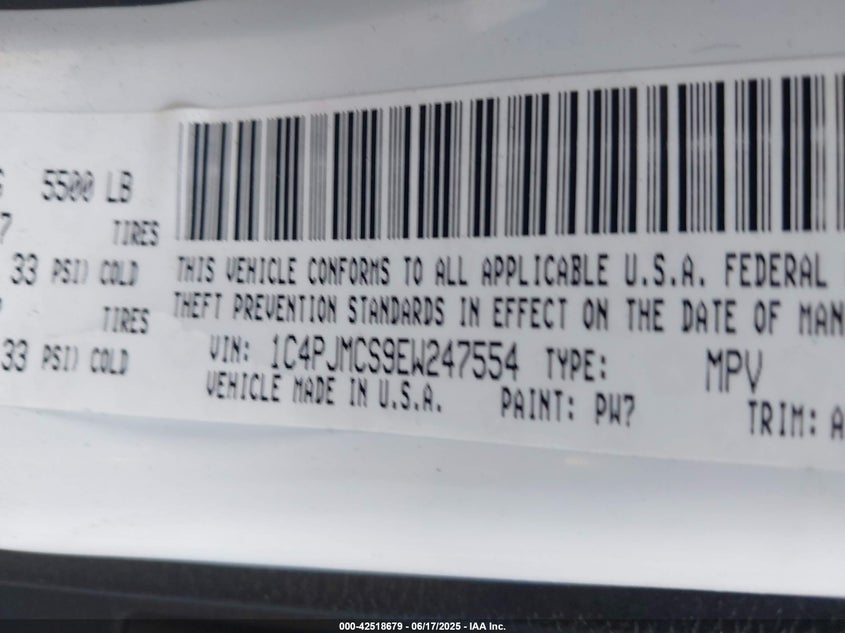 G 5500 LB
7 TIRES
33 PSI) COLD
TIRES
33 PSI) COLD
THIS VEHICLE CONFORMS TO ALL APPLICABLE U.S.A. FEDERAL
THEFT PREVENTION STANDARDS IN EFFECT ON THE DATE OF MAN
VIN: 1C4PJMCS9EW247554 TYPE: MPV
VEHICLE MADE IN U.S.A. PAINT: PW7 TRIM: A
000-42518679 - 06/17/2025 - IAA Inc.